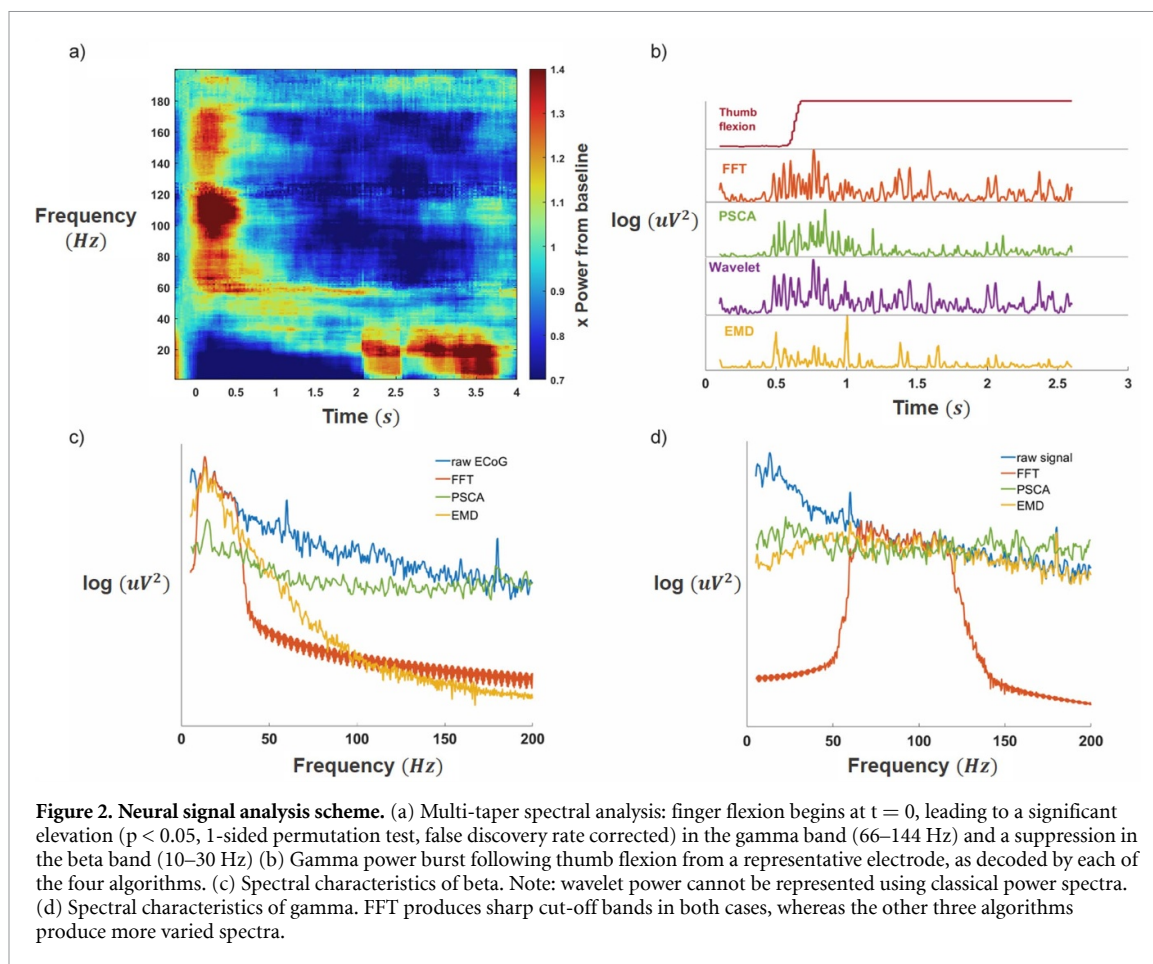 a)
180
160
140
120
100
80
60
40
20
Frequency
(Hz)
0 0.5 1 1.5 2 2.5 3 3.5 4
Time (s)
1.4
1.3
1.2
1.1
1
0.9
0.8
0.7
x Power from baseline
b)
Thumb
flexion
FFT
PSCA
Wavelet
EMD
log (uV²)
0 0.5 1 1.5 2 2.5 3
Time (s)
c)
raw ECoG
FFT
PSCA
EMD
log (uV²)
0 50 100 150 200
Frequency (Hz)
d)
raw signal
FFT
PSCA
EMD
log (uV²)
0 50 100 150 200
Frequency (Hz)
Figure 2. Neural signal analysis scheme. (a) Multi-taper spectral analysis: finger flexion begins at t = 0, leading to a significant
elevation (p < 0.05, 1-sided permutation test, false discovery rate corrected) in the gamma band (66–144 Hz) and a suppression in
the beta band (10–30 Hz) (b) Gamma power burst following thumb flexion from a representative electrode, as decoded by each of
the four algorithms. (c) Spectral characteristics of beta. Note: wavelet power cannot be represented using classical power spectra.
(d) Spectral characteristics of gamma. FFT produces sharp cut-off bands in both cases, whereas the other three algorithms
produce more varied spectra.